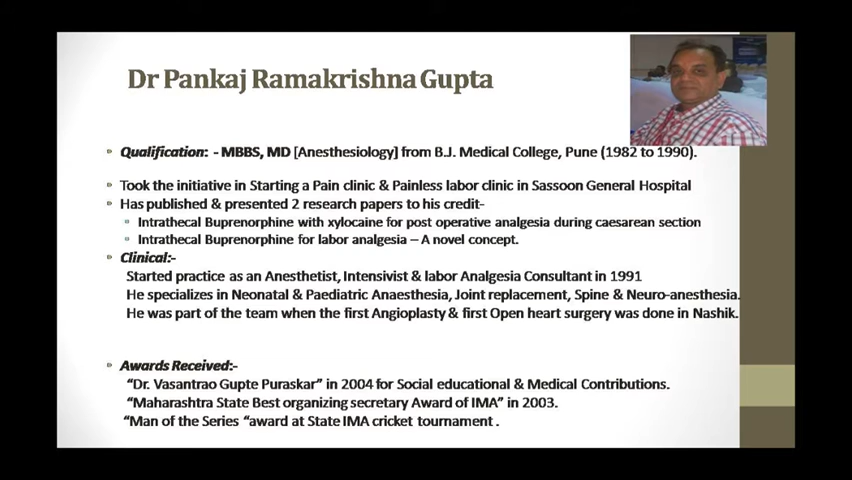 Dr Pankaj Ramakrishna Gupta
Qualification: - MBBS, MD [Anesthesiology] from B.J. Medical College, Pune (1982 to 1990).
Took the initiative in Starting a Pain clinic & Painless labor clinic in Sassoon General Hospital
Has published & presented 2 research papers to his credit-
Intrathecal Buprenorphine with xylocaine for post operative analgesia during caesarean section
Intrathecal Buprenorphine for labor analgesia – A novel concept.
Clinical:-
Started practice as an Anesthetist, Intensivist & labor Analgesia Consultant in 1991
He specializes in Neonatal & Paediatric Anaesthesia, Joint replacement, Spine & Neuro-anesthesia.
He was part of the team when the first Angioplasty & first Open heart surgery was done in Nashik.
Awards Received:-
“Dr. Vasantrao Gupte Puraskar” in 2004 for Social educational & Medical Contributions.
“Maharashtra State Best organizing secretary Award of IMA” in 2003.
“Man of the Series “award at State IMA cricket tournament .